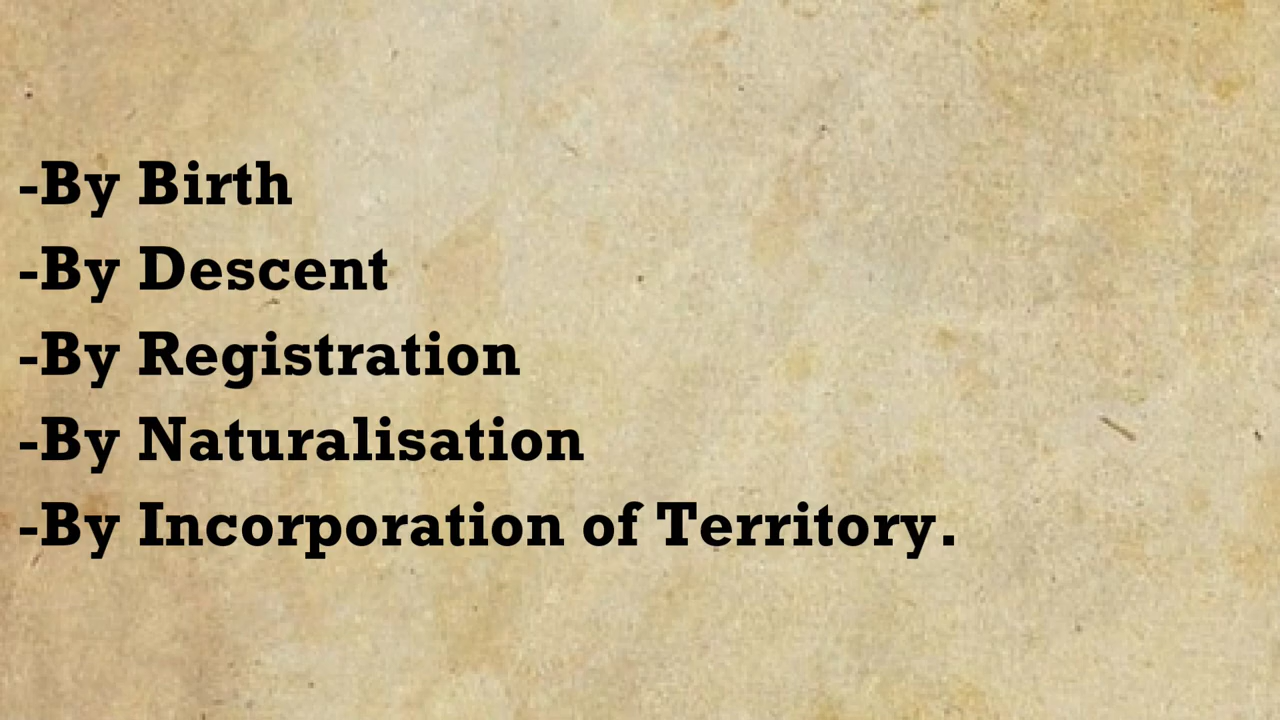 -By Birth
-By Descent
-By Registration
-By Naturalisation
-By Incorporation of Territory.